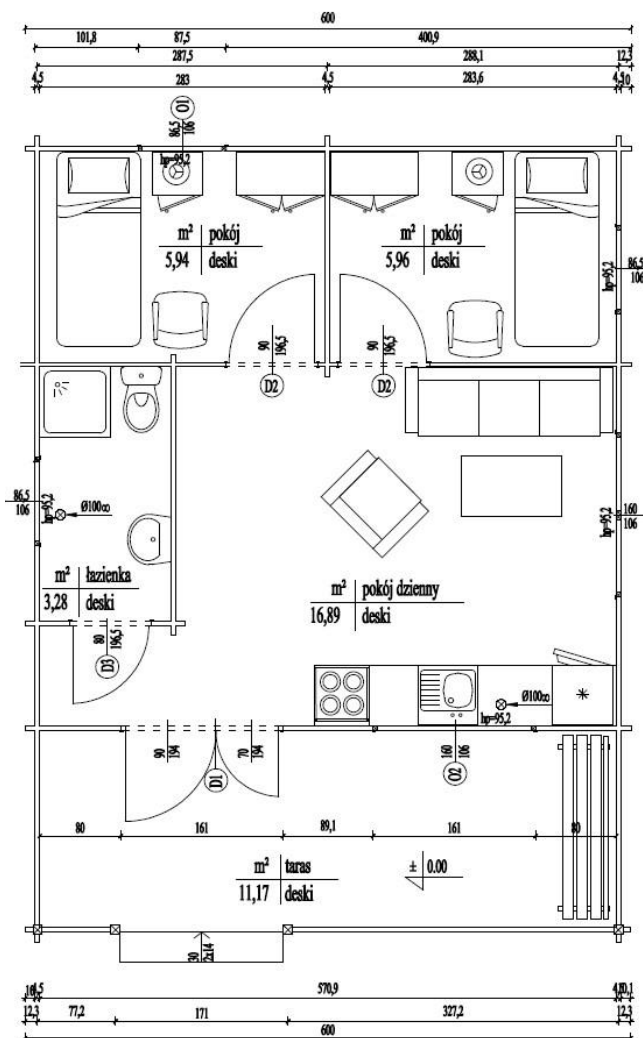 600
101,8 87,5 400,9
287,5 288,1 12,3
4,5 283 4,5 283,6 4,5 10
O1
86,5
106
hp=95,2
m² pokój
5,94 deski
m² pokój
5,96 deski
hp=95,2
86,5
106
90
196,5
D2
90
196,5
D2
86,5
106
hp=95,2
Ø100∞
160
106
hp=95,2
m² łazienka
3,28 deski
m² pokój dzienny
16,89 deski
80
196,5
D3
Ø100∞
hp=95,2
90
194
70
194
D1
160
106
O2
80 161 89,1 161 80
m² taras
11,17 deski
± 0.00
30
2x14
570,9
12,3 77,2 171 327,2 12,3
600